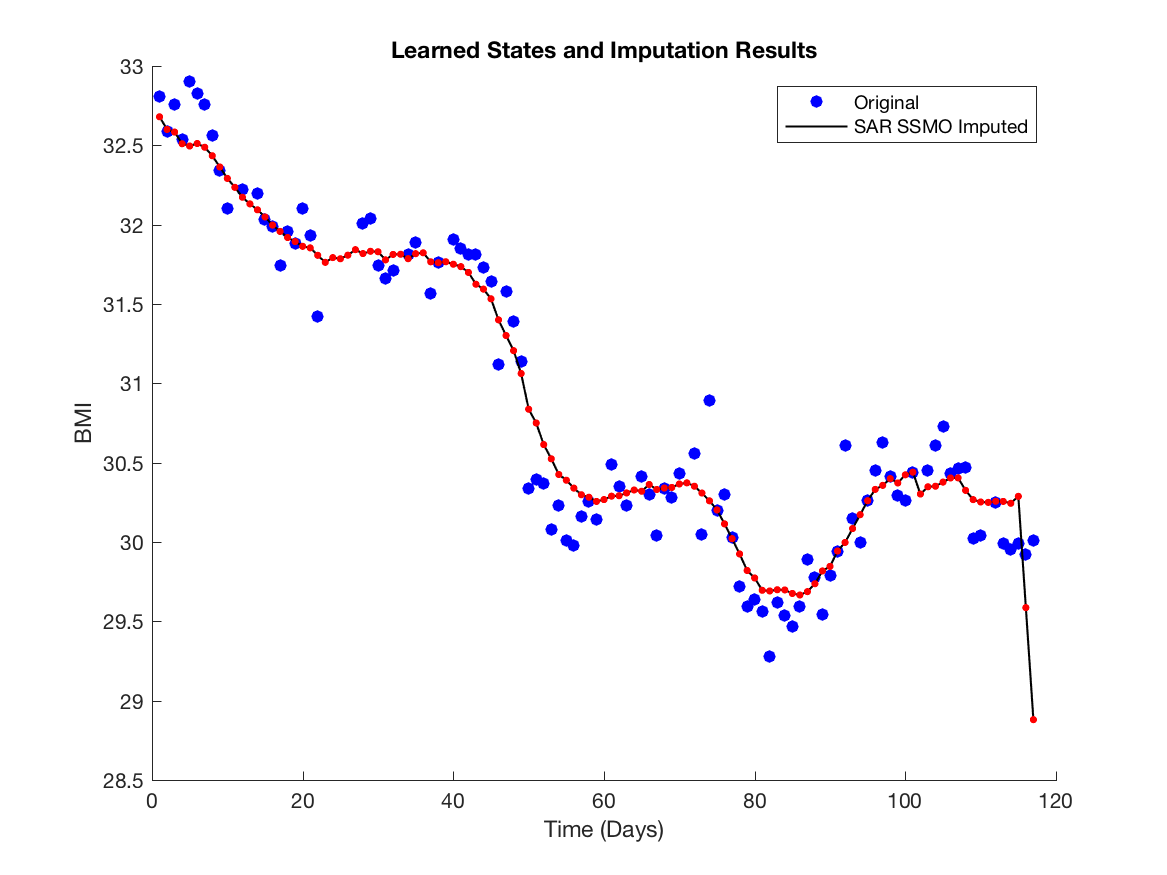 Learned States and Imputation Results
Original
SAR SSMO Imputed
33
32.5
32
31.5
31
30.5
30
29.5
29
28.5
BMI
0 20 40 60 80 100 120
Time (Days)